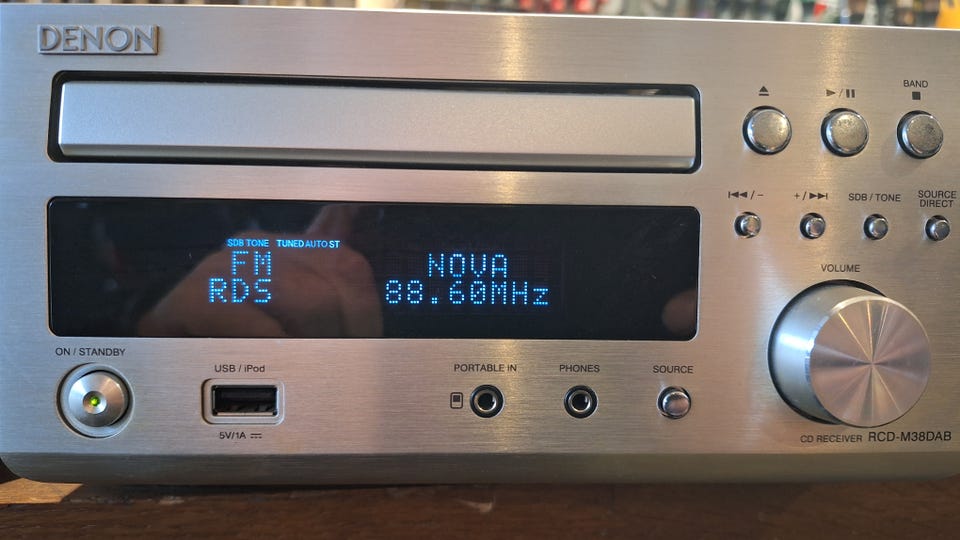 DENON
BAND
SDB / TONE
SOURCE
DIRECT
SDB TONE TUNED AUTO ST
FM NOVA
RDS 88.60MHz
VOLUME
ON / STANDBY
USB / iPod
5V/1A
PORTABLE IN
PHONES
SOURCE
CD RECEIVER RCD-M38DAB